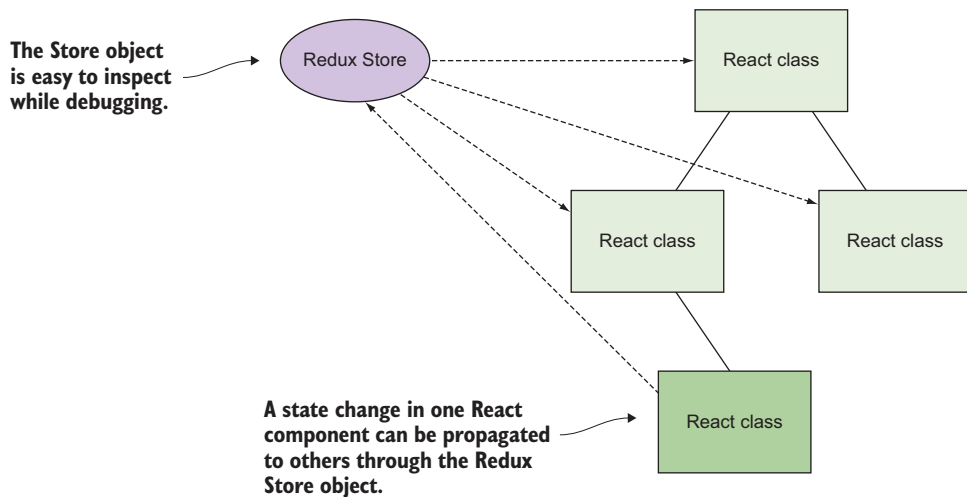 The Store object
is easy to inspect
while debugging.
Redux Store
React class
React class
React class
A state change in one React
component can be propagated
to others through the Redux
Store object.
React class